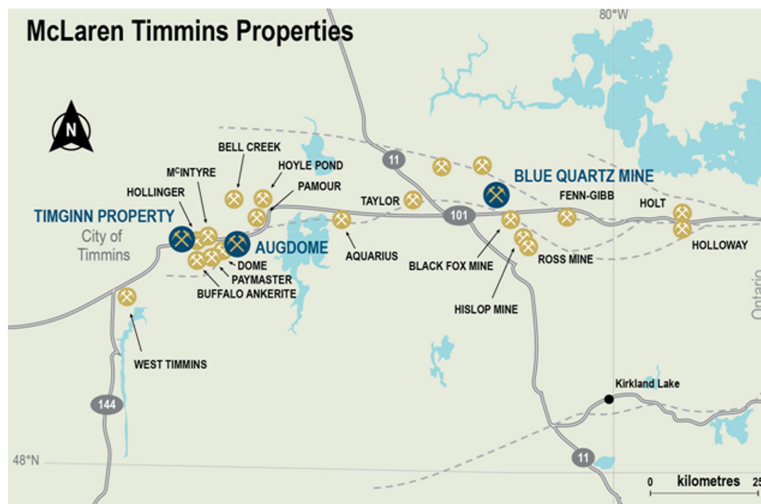 McLaren Timmins Properties
80°W
N
BELL CREEK
HOYLE POND
McINTYRE
PAMOUR
HOLLINGER
TIMGINN PROPERTY
City of
Timmins
AUGDOME
DOME
PAYMASTER
BUFFALO ANKERITE
WEST TIMMINS
11
BLUE QUARTZ MINE
TAYLOR
101
FENN-GIBB
HOLT
AQUARIUS
BLACK FOX MINE
ROSS MINE
HOLLOWAY
HISLOP MINE
Ontario
144
Kirkland Lake
48°N
11
0 kilometres 25